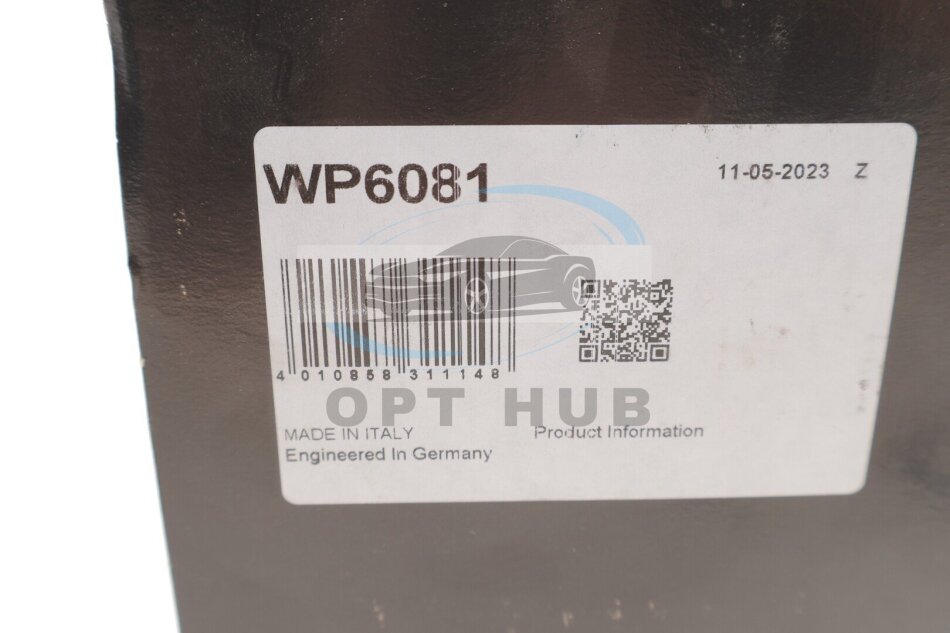 WP6081
11-05-2023 Z
4 010858 311148
OPT HUB
MADE IN ITALY
Product Information
Engineered In Germany